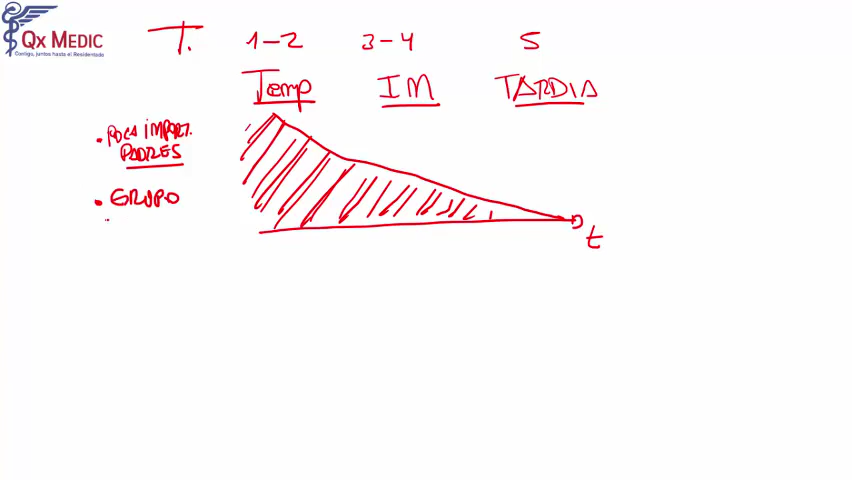 Qx MEDIC
Contigo, juntos hasta el Residentado
T. 1-2 3-4 5
Temp IM TARDIA
• POCA IMPORT.
PADRES
• GRUPO
t